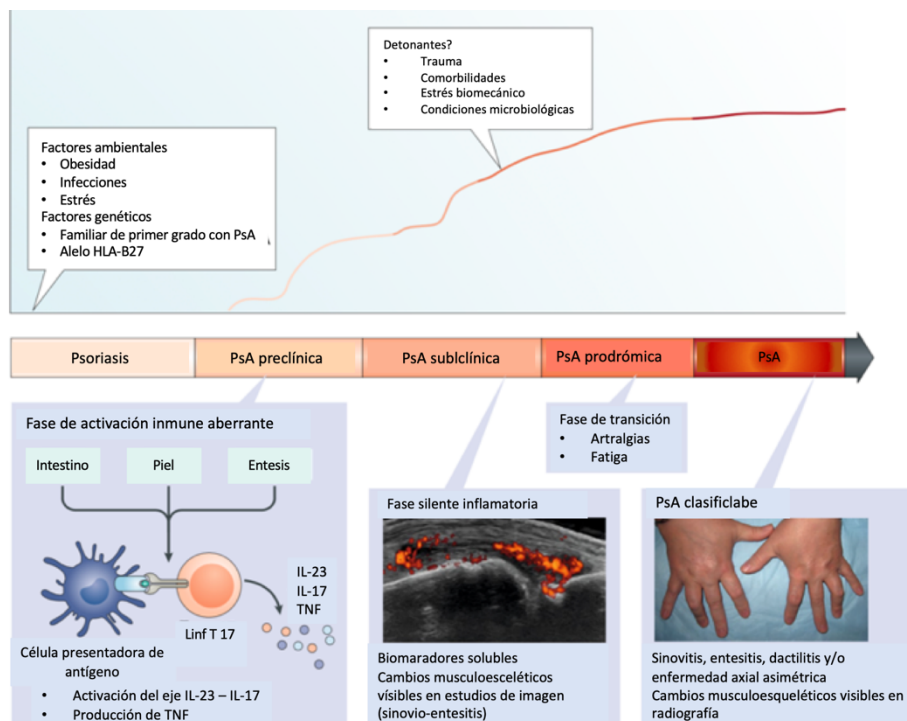 Detonantes?
• Trauma
• Comorbilidades
• Estrés biomecánico
• Condiciones microbiológicas
Factores ambientales
• Obesidad
• Infecciones
• Estrés
Factores genéticos
• Familiar de primer grado con PsA
• Alelo HLA-B27
Psoriasis
PsA preclínica
PsA sublclínica
PsA prodrómica
PsA
Fase de activación inmune aberrante
Intestino
Piel
Entesis
IL-23
IL-17
TNF
Linf T 17
Célula presentadora de
antígeno
• Activación del eje IL-23 – IL-17
• Producción de TNF
Fase silente inflamatoria
Biomaradores solubles
Cambios musculoesceléticos
vísibles en estudios de imagen
(sinovio-entesitis)
Fase de transición
• Artralgias
• Fatiga
PsA clasificlabe
Sinovitis, entesitis, dactilitis y/o
enfermedad axial asimétrica
Cambios musculoesqueléticos visibles en
radiografía